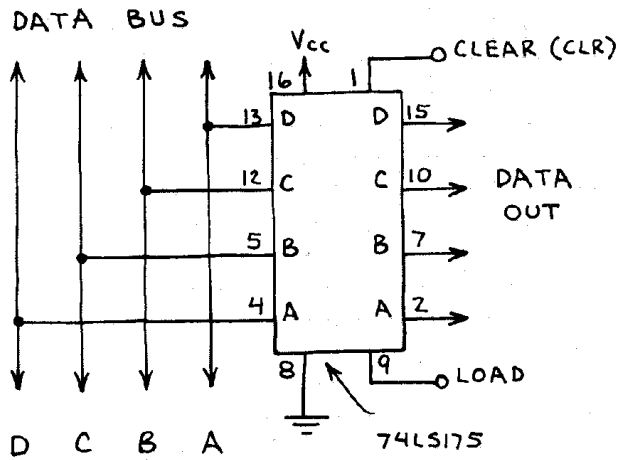 DATA BUS
Vcc
CLEAR (CLR)
16 1
13 D D 15
12 C C 10
DATA
OUT
5 B B 7
4 A A 2
8 9
LOAD
D C B A
74LS175